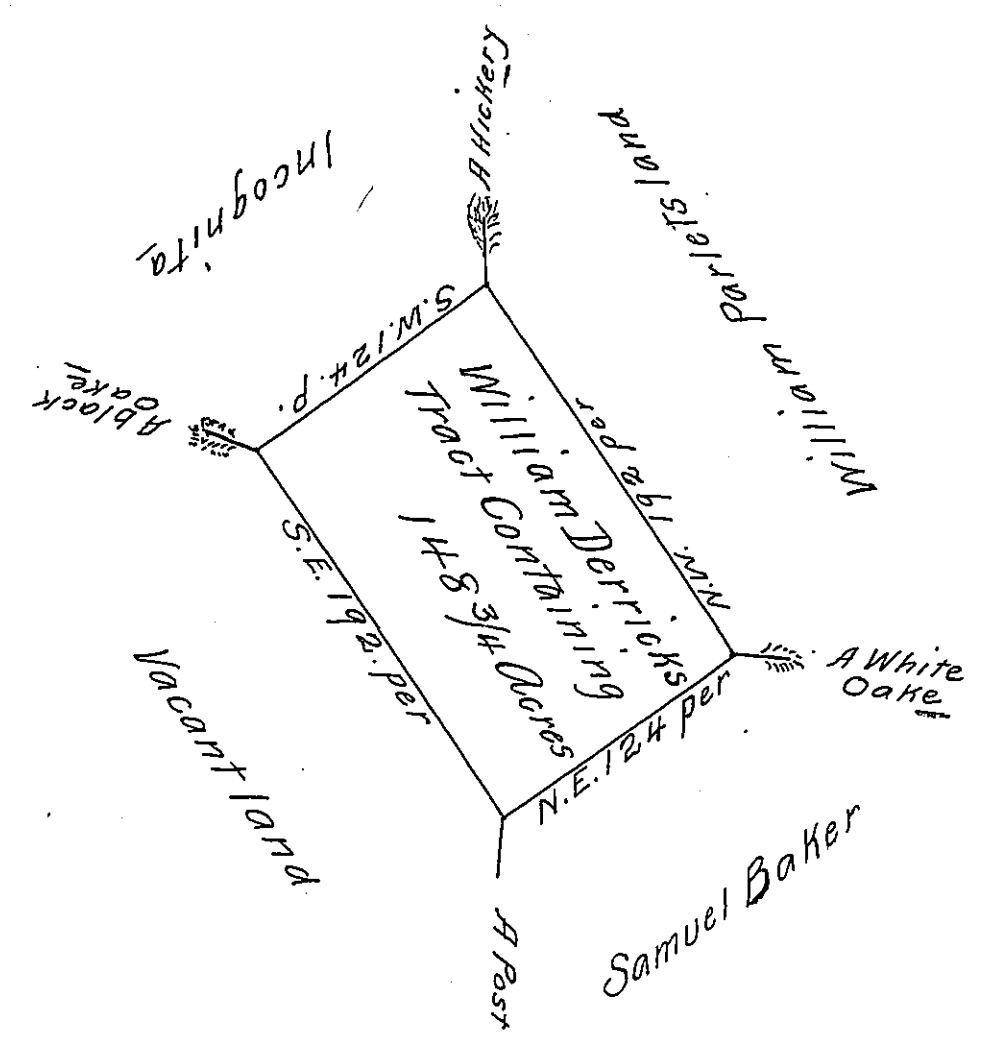 A Hickery
Incognita
William Parlets land
S.W. 124. p.
A black
Oake
William Derricks
Tract Containing
148 3/4 Acres
N.W. 192 per
S.E. 192. per
N.E. 124 per
A White
Oake
Vacant land
Samuel Baker
A Post